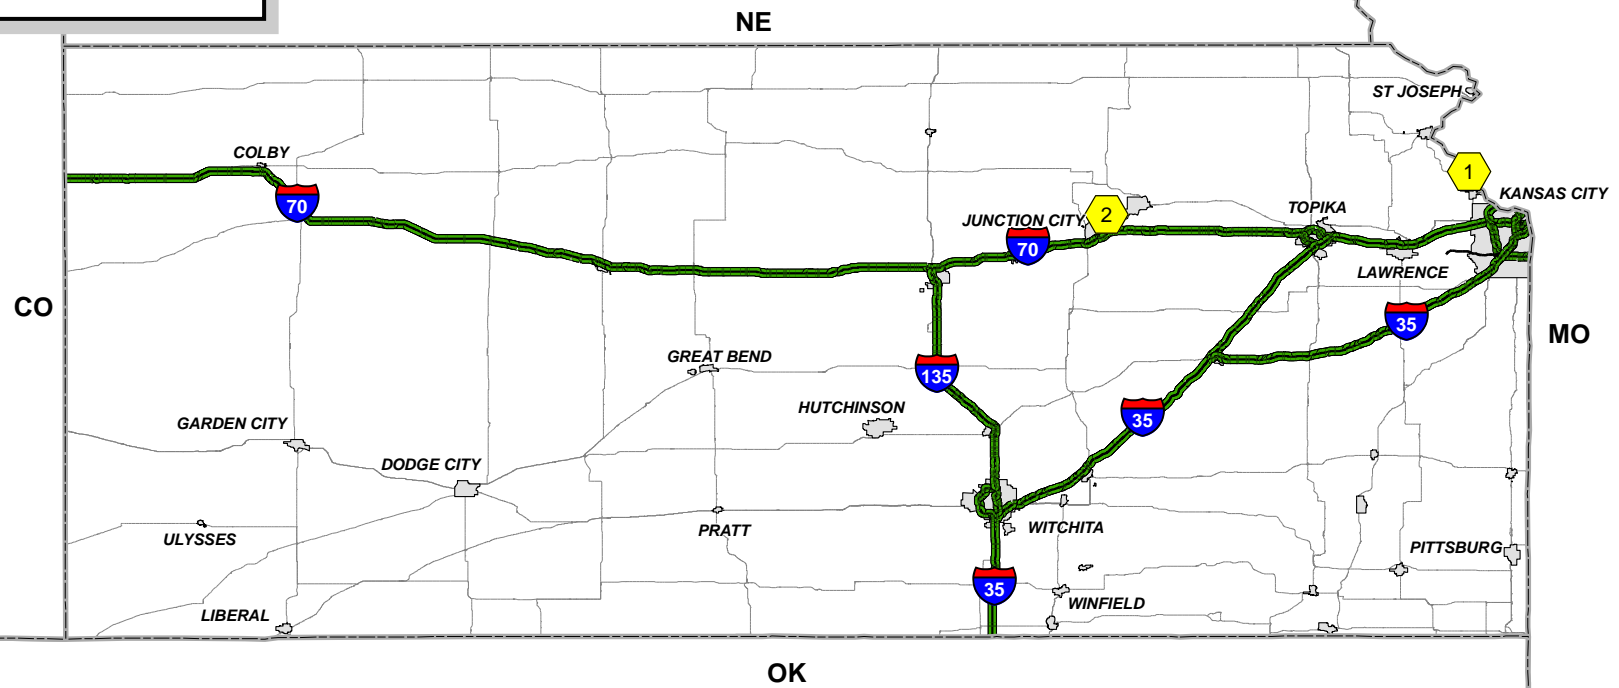 NE
ST JOSEPH
COLBY
1
KANSAS CITY
70
TOPIKA
2
JUNCTION CITY
70
LAWRENCE
CO
35
MO
GREAT BEND
135
HUTCHINSON
35
GARDEN CITY
DODGE CITY
PRATT
WITCHITA
ULYSSES
PITTSBURG
35
WINFIELD
LIBERAL
OK